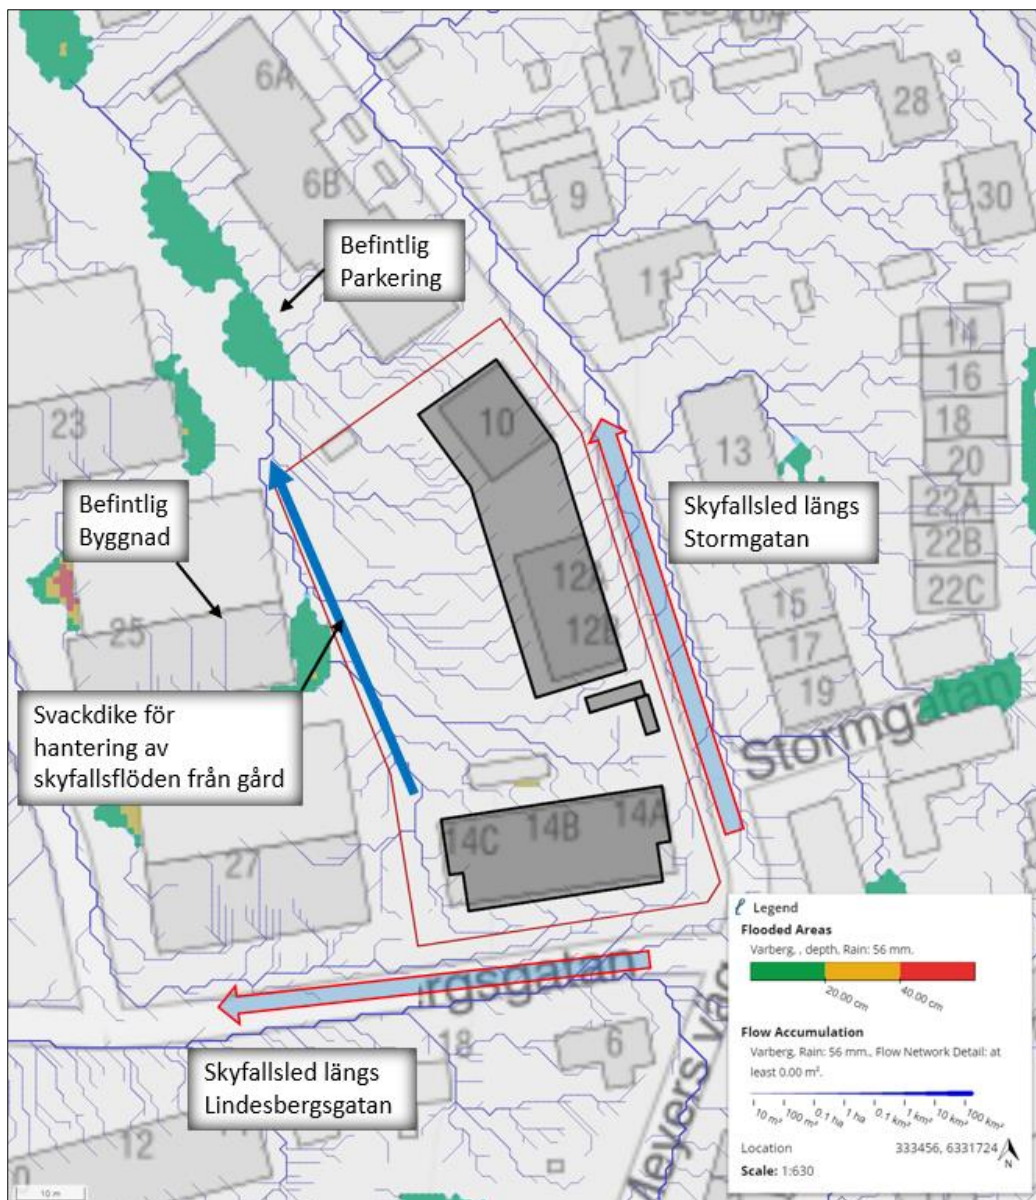 6A
6B
7
28
9
30
11
Befintlig
Parkering
14
16
18
20
22A
22B
22C
10
13
23
Befintlig
Byggnad
Skyfallsled längs
Stormgatan
12A
12B
15
17
19
25
Svackdike för
hantering av
skyfallsflöden från gård
Stormgatan
14C 14B 14A
27
rgsgatan
18
6
Meyers väg
Skyfallsled längs
Lindesbergsgatan
12
10 m
Legend
Flooded Areas
Varberg, , depth, Rain: 56 mm.
20.00 cm 40.00 cm
Flow Accumulation
Varberg, Rain: 56 mm., Flow Network Detail: at
least 0.00 m².
10 m² 100 m² 0.1 ha 1 ha 0.1 km² 1 km² 10 km² 100 km²
Location 333456, 6331724
Scale: 1:630
N